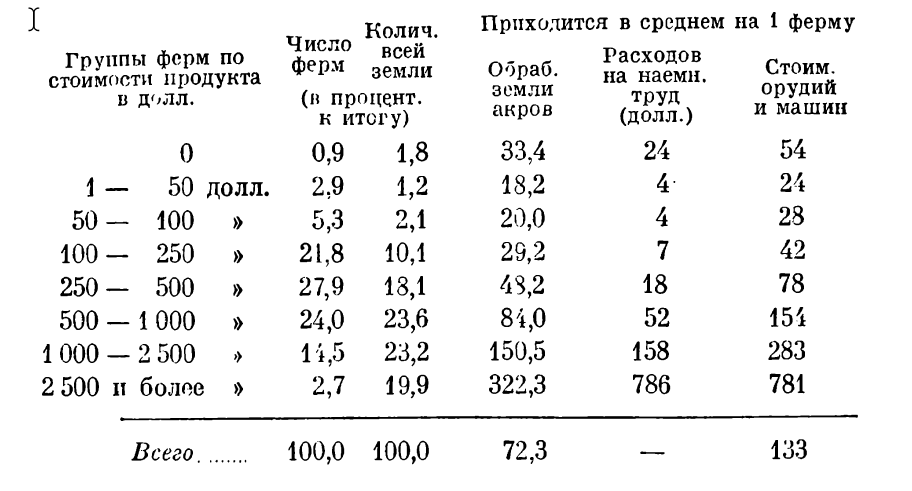 Группы ферм по стоимости продукта в долл. Число ферм Колич. всей земли Приходится в среднем на 1 ферму
(в процент. к итогу) Обраб. земли акров Расходов на наемн. труд (долл.) Стоим. орудий и машин
0 0,9 1,8 33,4 24 54
1 — 50 долл. 2,9 1,2 18,2 4 24
50 — 100 » 5,3 2,1 20,0 4 28
100 — 250 » 21,8 10,1 29,2 7 42
250 — 500 » 27,9 18,1 48,2 18 78
500 — 1 000 » 24,0 23,6 84,0 52 154
1 000 — 2 500 » 14,5 23,2 150,5 158 283
2 500 и более » 2,7 19,9 322,3 786 781
Всего........ 100,0 100,0 72,3 — 133